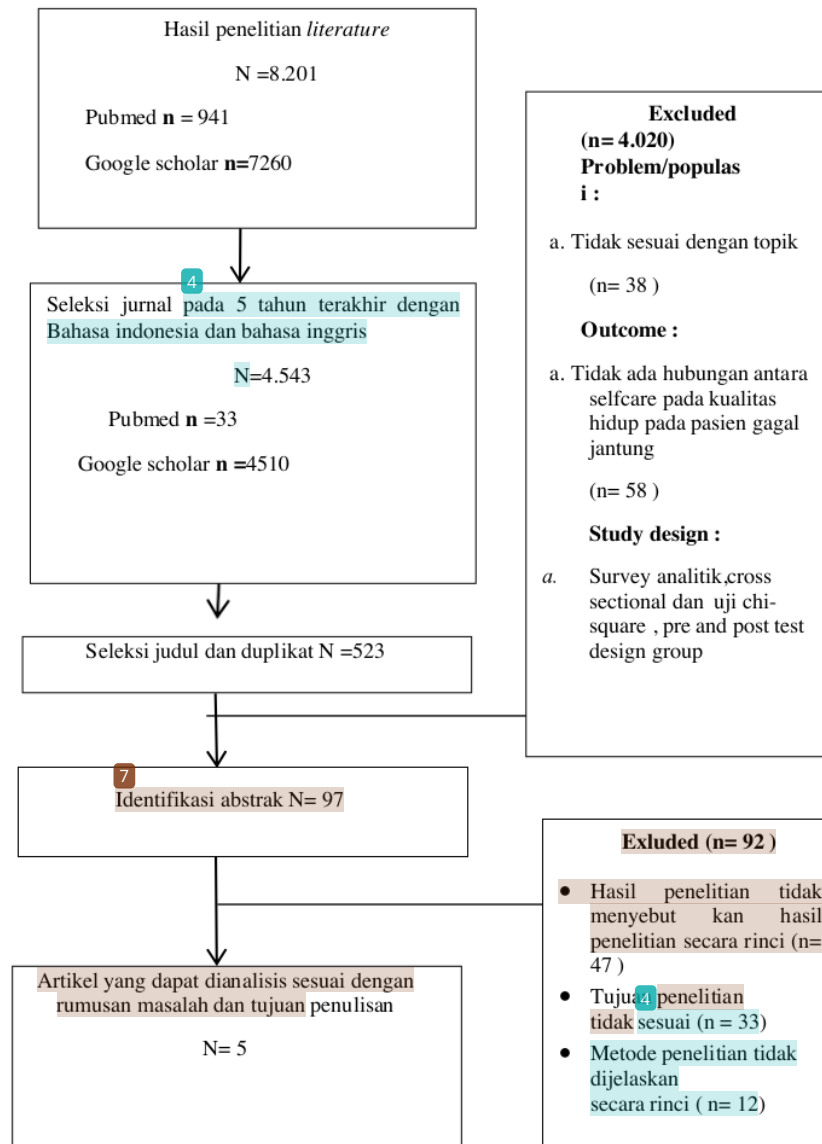 Hasil penelitian literature
N =8.201
Pubmed n = 941
Google scholar n=7260
4
Seleksi jurnal pada 5 tahun terakhir dengan
Bahasa indonesia dan bahasa inggris
N=4.543
Pubmed n =33
Google scholar n =4510
Seleksi judul dan duplikat N =523
Excluded
(n= 4.020)
Problem/populas
i :
a. Tidak sesuai dengan topik
(n= 38 )
Outcome :
a. Tidak ada hubungan antara
selfcare pada kualitas
hidup pada pasien gagal
jantung
(n= 58 )
Study design :
a. Survey analitik,cross
sectional dan uji chi-
square , pre and post test
design group
7
Identifikasi abstrak N= 97
Exluded (n= 92 )
• Hasil penelitian tidak
menyebut kan hasil
penelitian secara rinci (n=
47 )
• Tujua 4 penelitian
tidak sesuai (n = 33)
• Metode penelitian tidak
dijelaskan
secara rinci ( n= 12)
Artikel yang dapat dianalisis sesuai dengan
rumusan masalah dan tujuan penulisan
N= 5